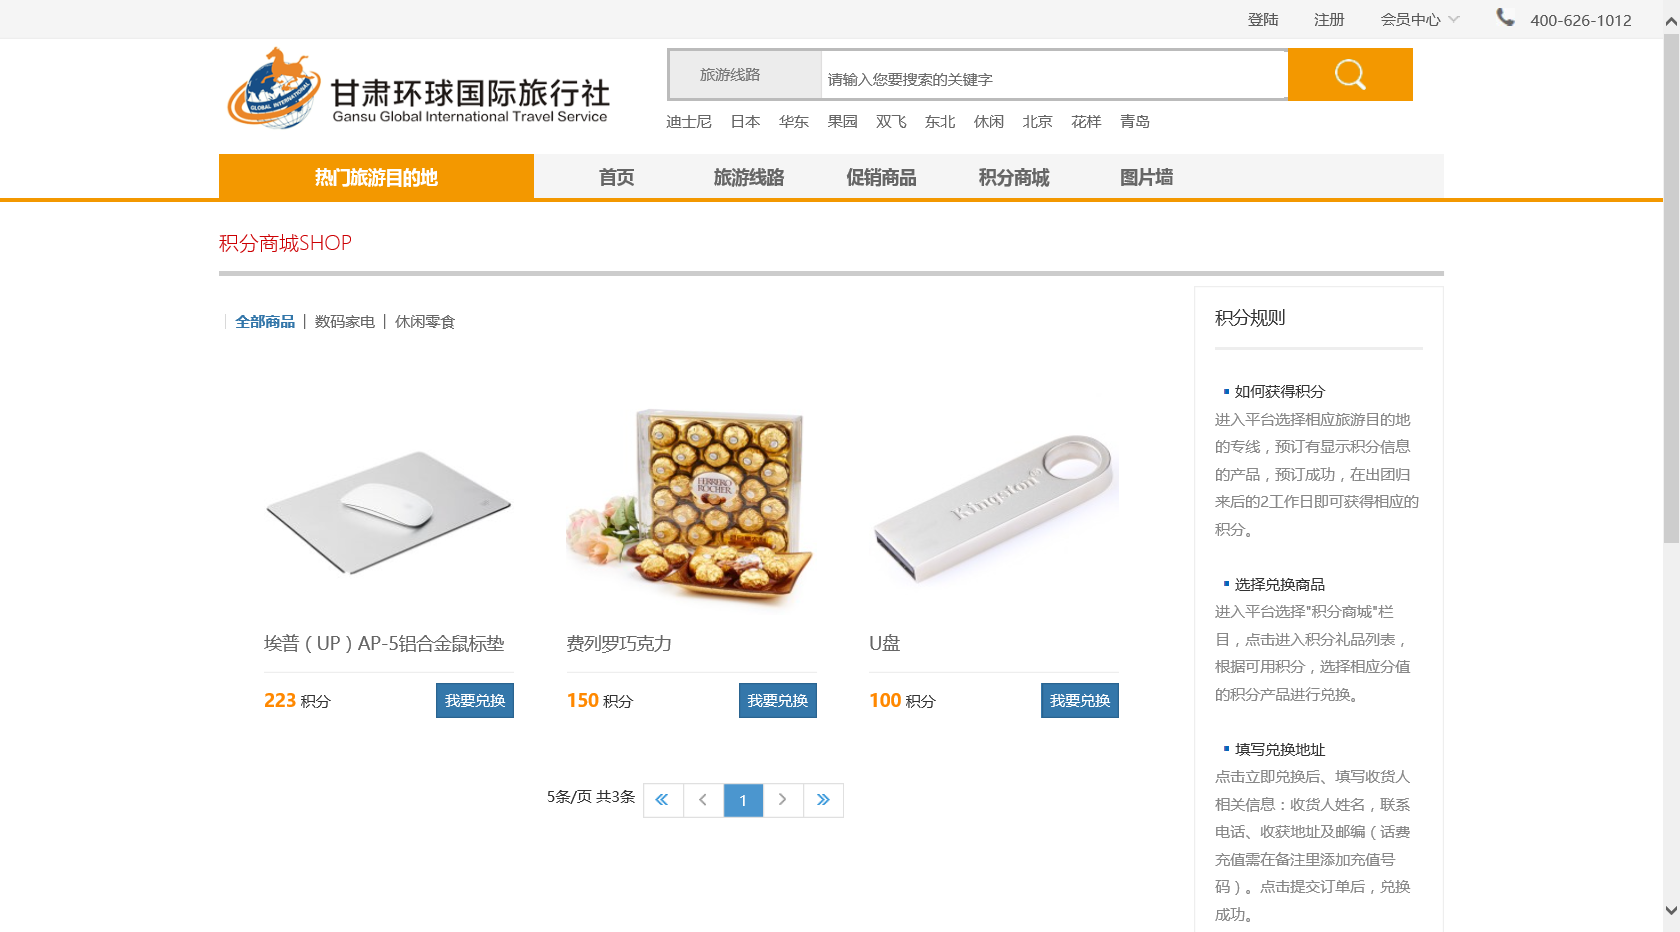 登陆 注册 会员中心 400-626-1012
GLOBAL INTERNATIONAL
甘肃环球国际旅行社
Gansu Global International Travel Service
旅游线路 请输入您要搜索的关键字
迪士尼 日本 华东 果园 双飞 东北 休闲 北京 花样 青岛
热门旅游目的地 首页 旅游线路 促销商品 积分商城 图片墙
积分商城SHOP
全部商品 | 数码家电 | 休闲零食
FERRERO
ROCHER
Kingston
埃普（UP）AP-5铝合金鼠标垫
223 积分 我要兑换
费列罗巧克力
150 积分 我要兑换
U盘
100 积分 我要兑换
5条/页 共3条 « < 1 > »
积分规则
如何获得积分
进入平台选择相应旅游目的地
的专线，预订有显示积分信息
的产品，预订成功，在出团归
来后的2工作日即可获得相应的
积分。
选择兑换商品
进入平台选择"积分商城"栏
目，点击进入积分礼品列表，
根据可用积分，选择相应分值
的积分产品进行兑换。
填写兑换地址
点击立即兑换后、填写收货人
相关信息：收货人姓名，联系
电话、收获地址及邮编（话费
充值需在备注里添加充值号
码）。点击提交订单后，兑换
成功。